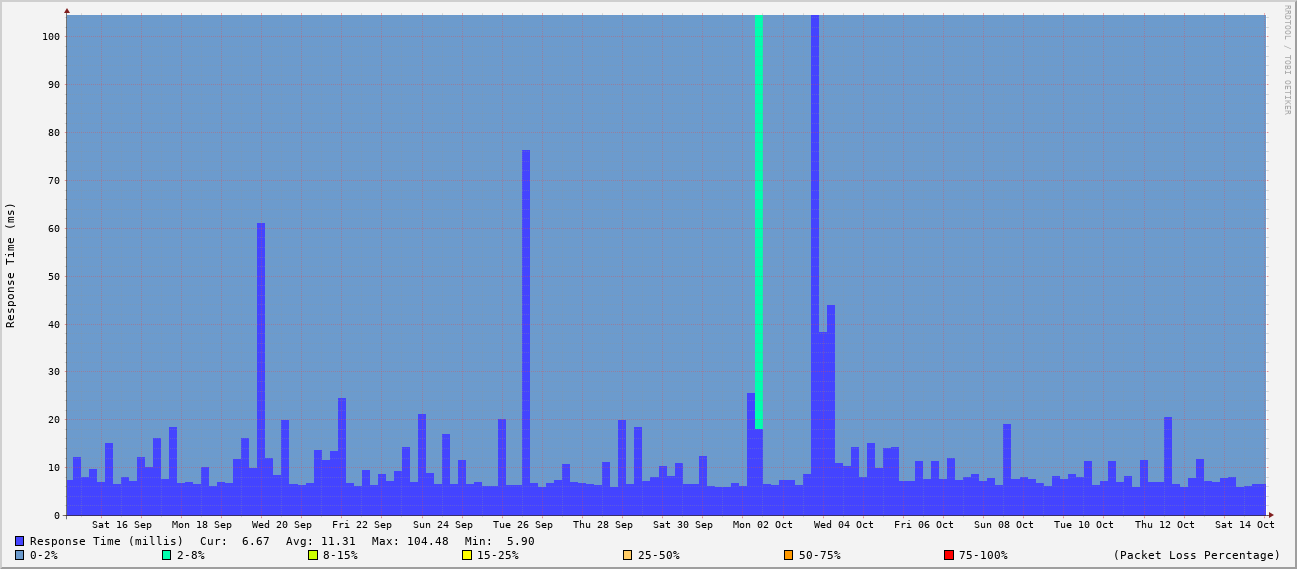 RRDTOOL / TOBI OETIKER
Response Time (ms)
100
90
80
70
60
50
40
30
20
10
0
Sat 16 Sep Mon 18 Sep Wed 20 Sep Fri 22 Sep Sun 24 Sep Tue 26 Sep Thu 28 Sep Sat 30 Sep Mon 02 Oct Wed 04 Oct Fri 06 Oct Sun 08 Oct Tue 10 Oct Thu 12 Oct Sat 14 Oct
Response Time (millis) Cur: 6.67 Avg: 11.31 Max: 104.48 Min: 5.90
0-2% 2-8% 8-15% 15-25% 25-50% 50-75% 75-100% (Packet Loss Percentage)